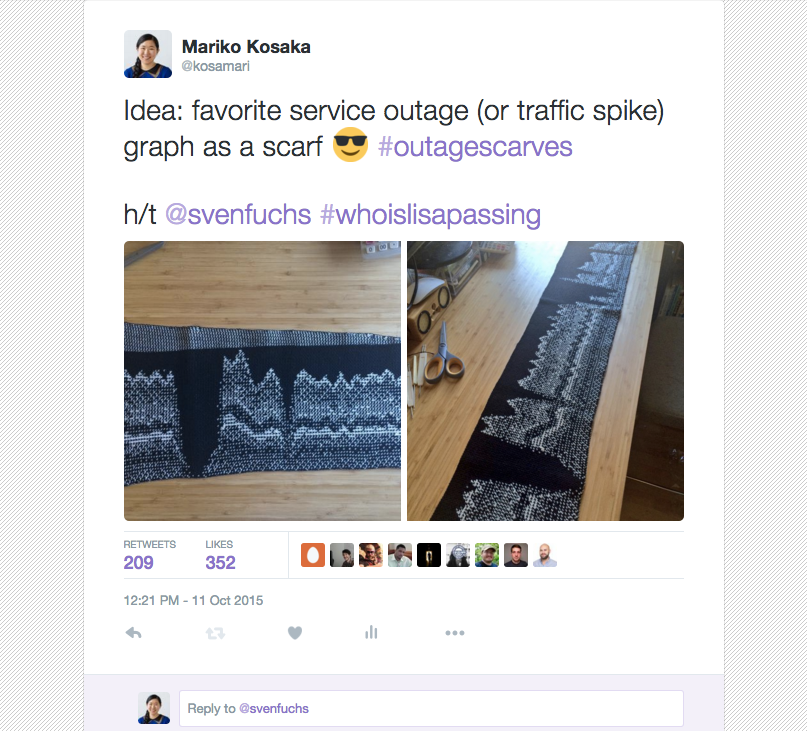 Mariko Kosaka
@kosamari
Idea: favorite service outage (or traffic spike)
graph as a scarf 😎 #outagescarves
h/t @svenfuchs #whoislisapassing
RETWEETS LIKES
209 352
12:21 PM - 11 Oct 2015
Reply to @svenfuchs